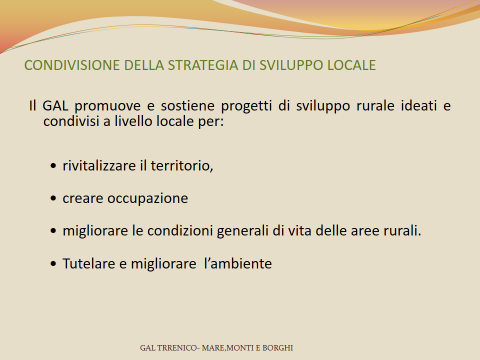 CONDIVISIONE DELLA STRATEGIA DI SVILUPPO LOCALE
Il GAL promuove e sostiene progetti di sviluppo rurale ideati e
condivisi a livello locale per:
• rivitalizzare il territorio,
• creare occupazione
• migliorare le condizioni generali di vita delle aree rurali.
• Tutelare e migliorare l'ambiente
GAL TRRENICO- MARE,MONTI E BORGHI